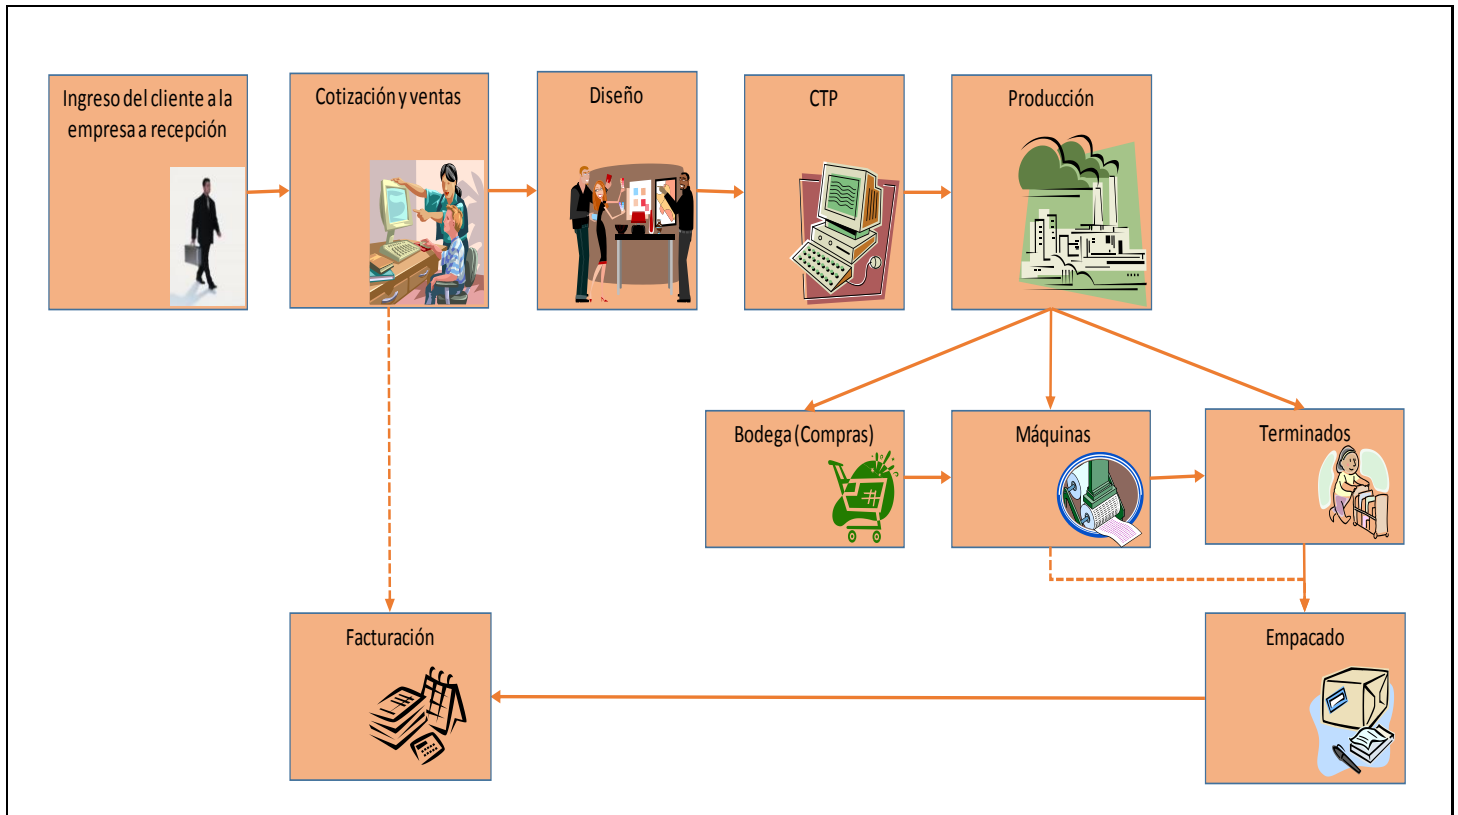 Ingreso del cliente a la
empresa a recepción
Cotización y ventas
Diseño
CTP
Producción
Bodega (Compras)
Máquinas
Terminados
Facturación
Empacado